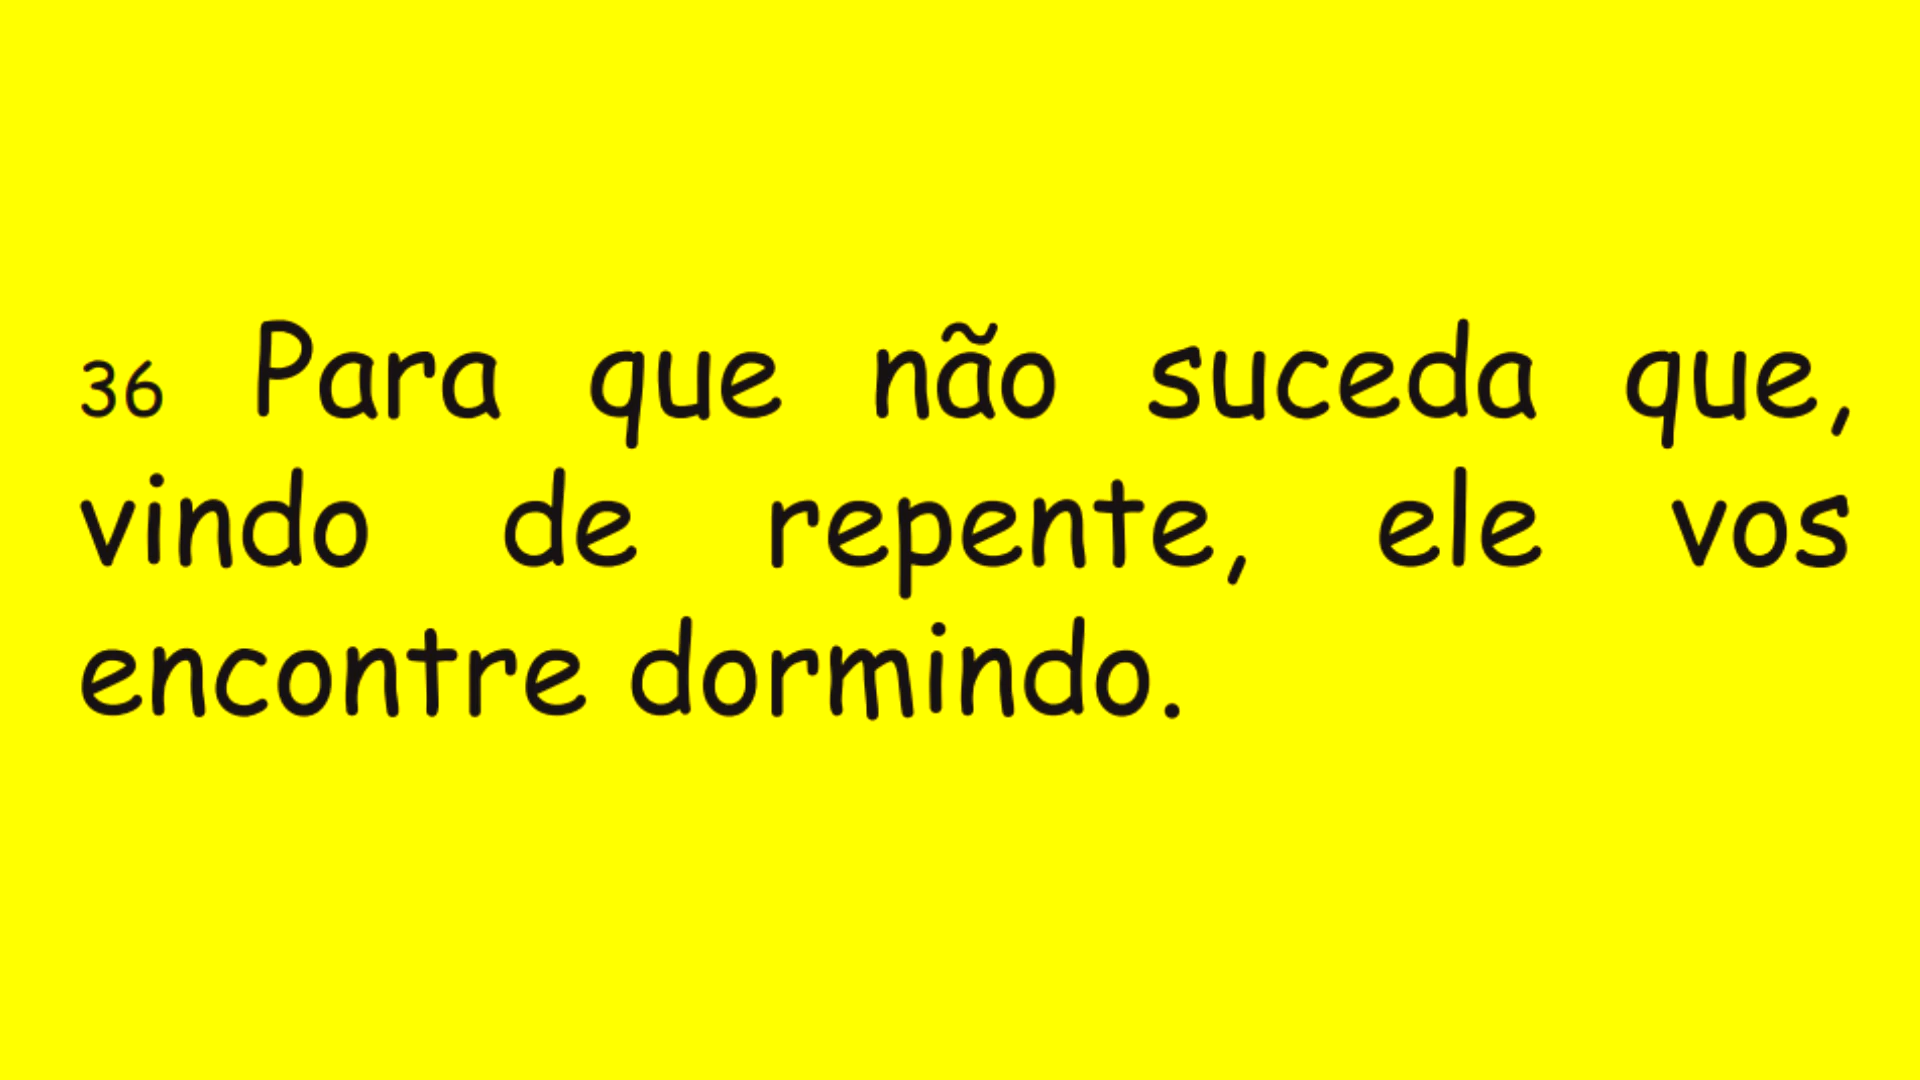 36 Para que não suceda que,
vindo de repente, ele vos
encontre dormindo.